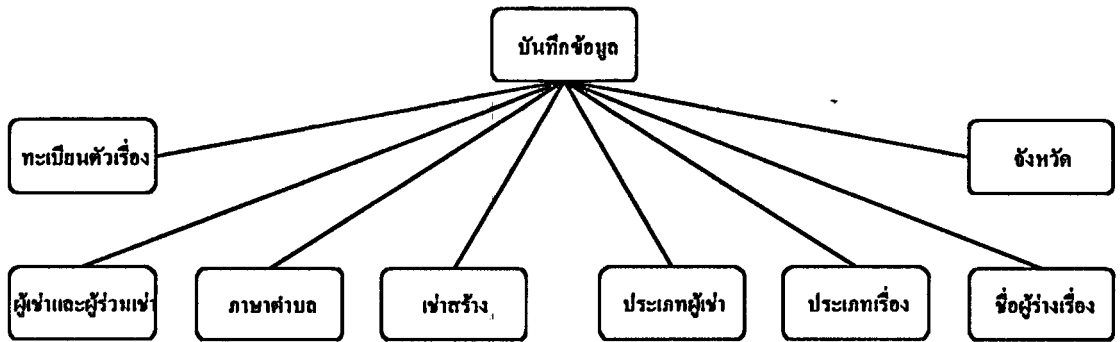 บันทึกข้อมูล
ทะเบียนตัวเรื่อง
จังหวัด
ผู้เช่าและผู้ร่วมเช่า
ภาษาตำบล
เช่าสร้าง
ประเภทผู้เช่า
ประเภทเรื่อง
ชื่อผู้ร่างเรื่อง